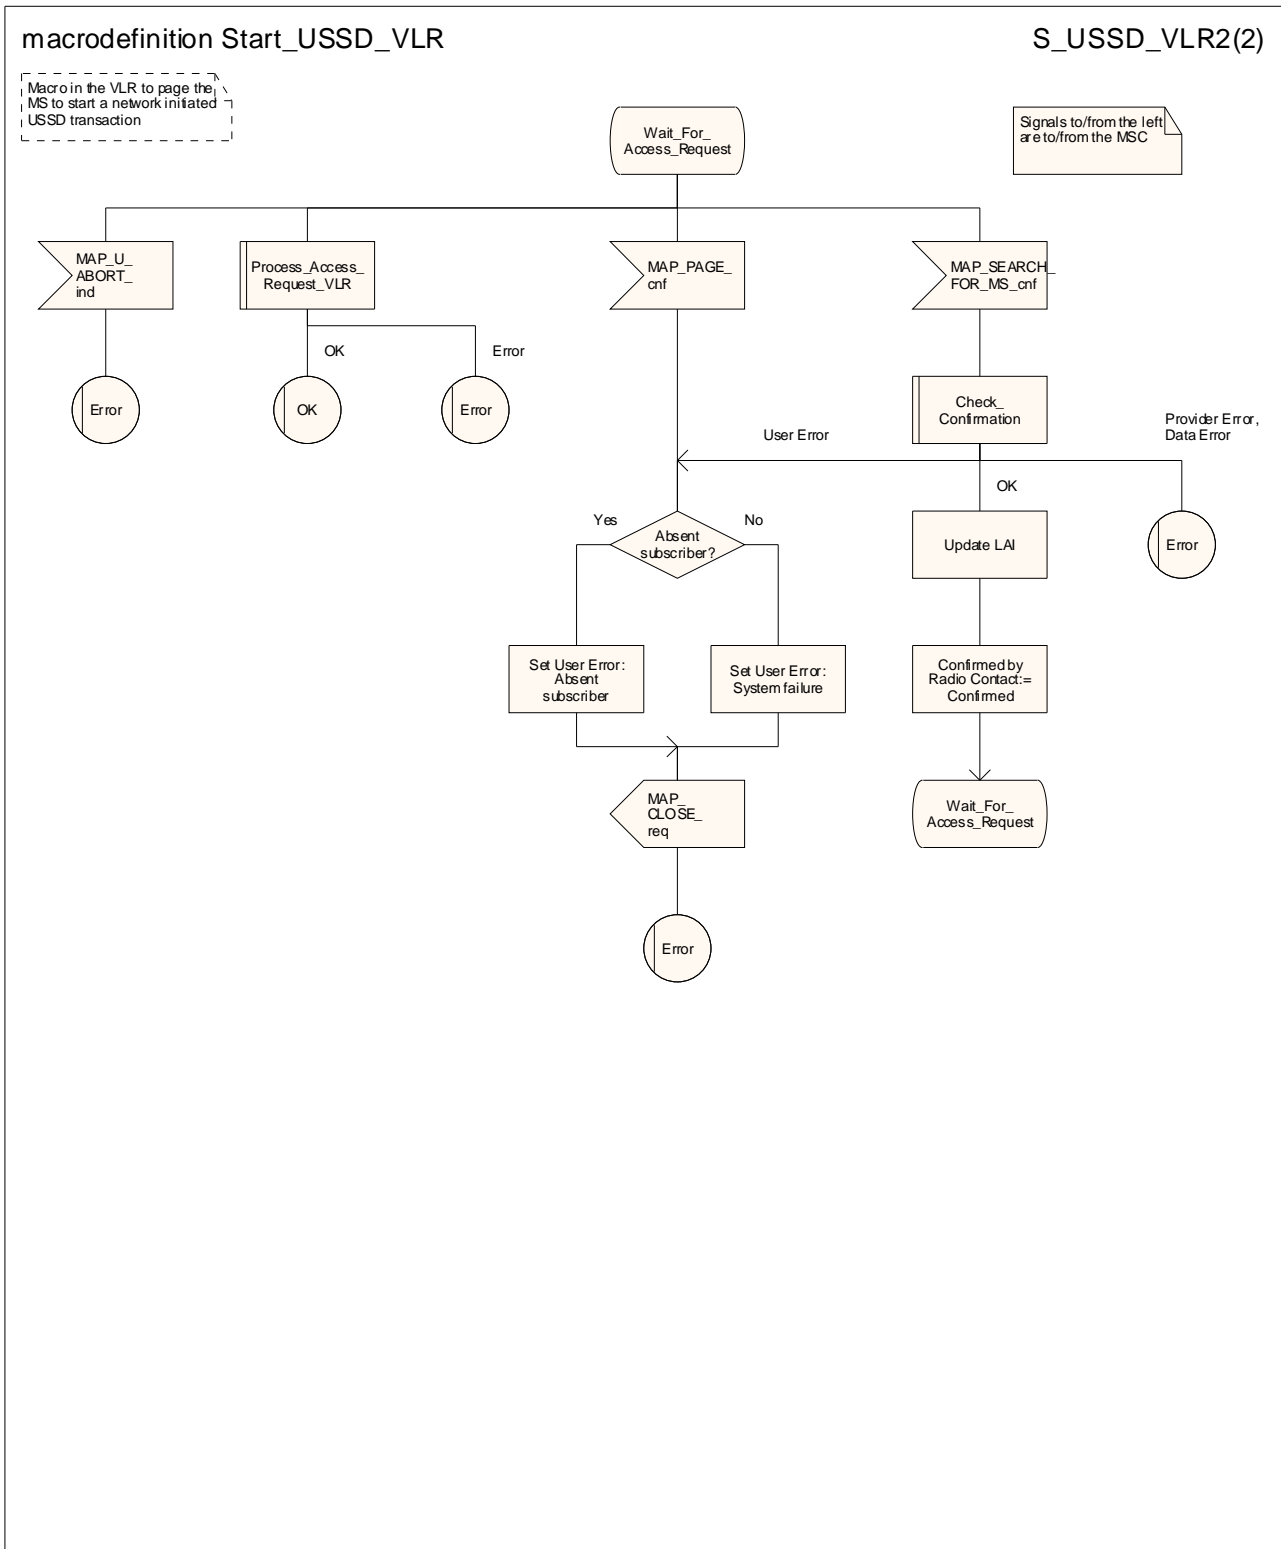 macrodefinition Start_USSD_VLR
S_USSD_VLR2(2)
Macro in the VLR to page the
MS to start a network initiated
USSD transaction
Wait_For_
Access_Request
Signals to/from the left
are to/from the MSC
MAP_U_
ABORT_
ind
Process_Access_
Request_VLR
MAP_PAGE_
cnf
MAP_SEARCH_
FOR_MS_cnf
OK
Error
Error
OK
Error
Check_
Confirmation
User Error
Provider Error,
Data Error
OK
Yes
No
Absent
subscriber?
Update LAI
Error
Set User Error:
Absent
subscriber
Set User Error:
System failure
Confirmed by
Radio Contact:=
Confirmed
MAP_
CLOSE_
req
Wait_For_
Access_Request
Error